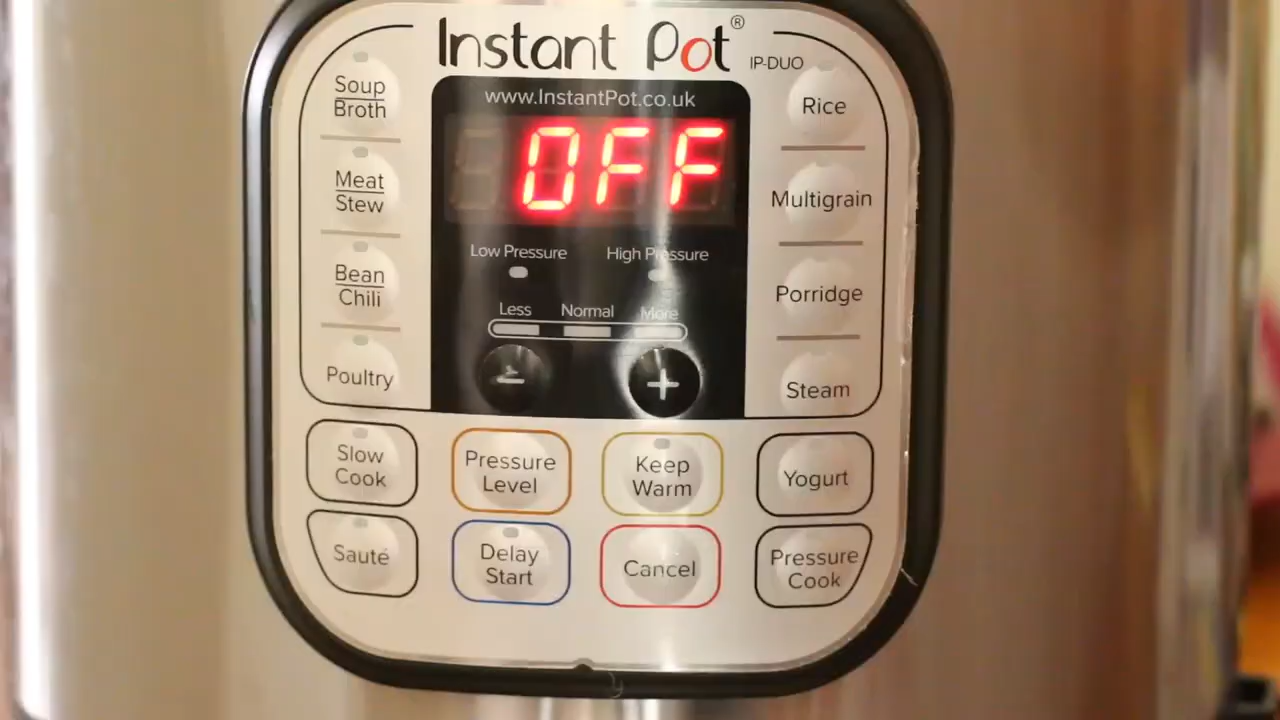 Instant Pot®
IP-DUO
www.InstantPot.co.uk
OFF
Low Pressure
High Pressure
Less
Normal
More
-
+
Soup
Broth
Meat
Stew
Bean
Chili
Poultry
Rice
Multigrain
Porridge
Steam
Slow
Cook
Pressure
Level
Keep
Warm
Yogurt
Sauté
Delay
Start
Cancel
Pressure
Cook